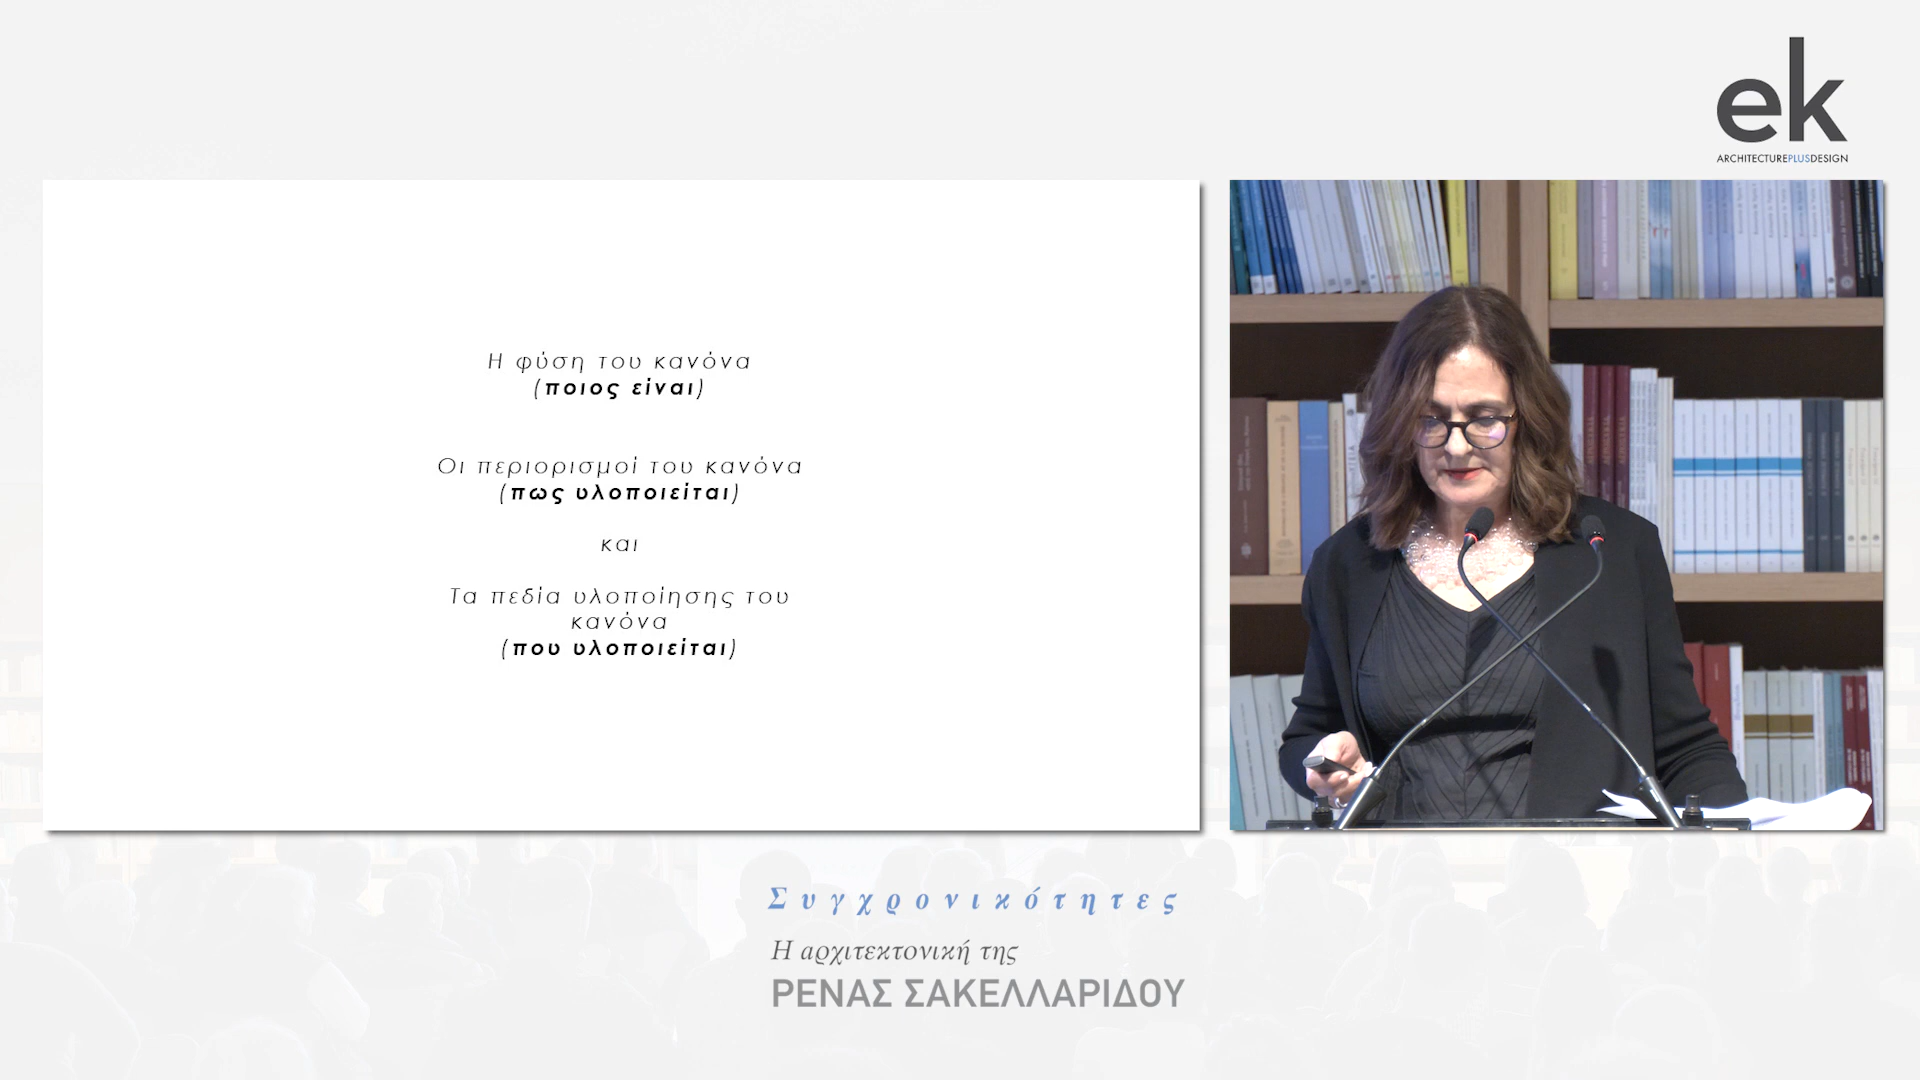 ek
ARCHITECTUREPLUSDESIGN
Η φύση του κανόνα
(ποιος είναι)
Οι περιορισμοί του κανόνα
(πως υλοποιείται)
και
Τα πεδία υλοποίησης του
κανόνα
(που υλοποιείται)
Συγχρονικότητες
Η αρχιτεκτονική της
ΡΕΝΑΣ ΣΑΚΕΛΛΑΡΙΔΟΥ